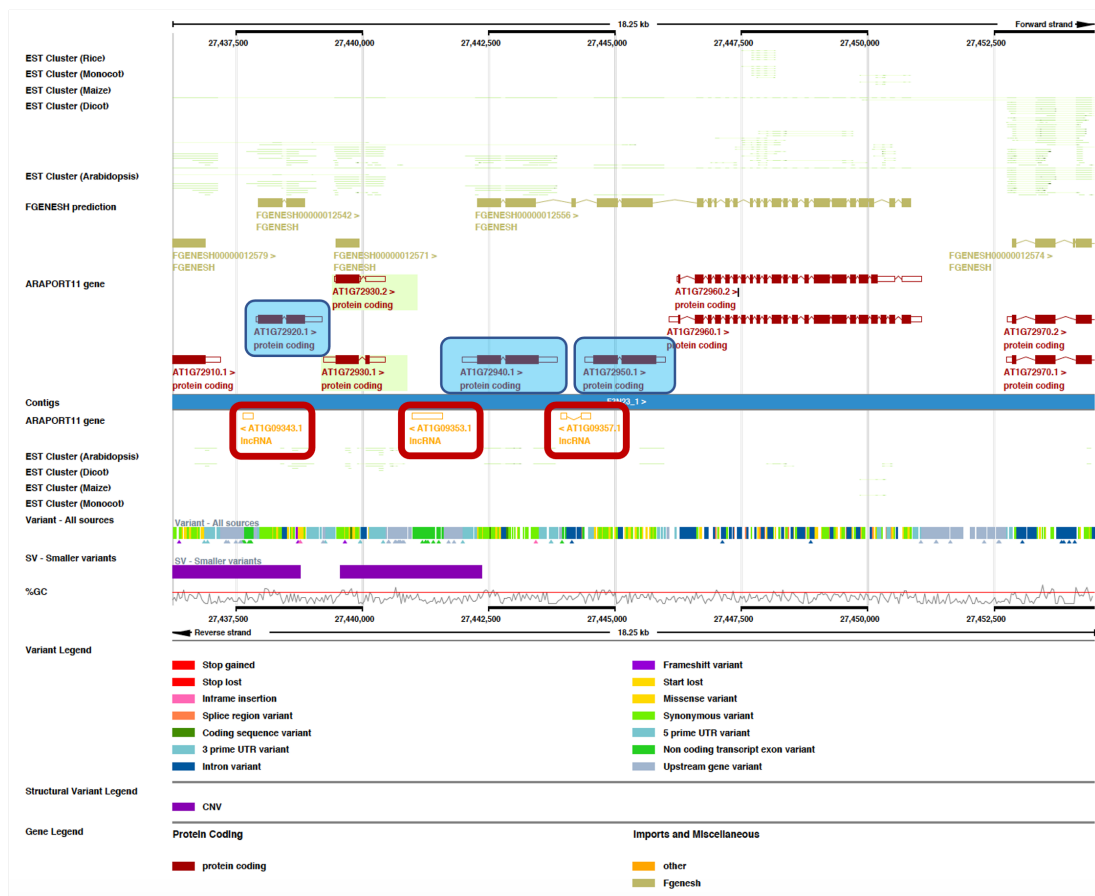 18.25 kb
Forward strand
27,437,500 27,440,000 27,442,500 27,445,000 27,447,500 27,450,000 27,452,500
EST Cluster (Rice)
EST Cluster (Monocot)
EST Cluster (Maize)
EST Cluster (Dicot)
EST Cluster (Arabidopsis)
FGENESH prediction
FGENESH00000012542 > FGENESH00000012556 >
FGENESH FGENESH
FGENESH00000012579 > FGENESH00000012571 > FGENESH00000012574 >
FGENESH FGENESH FGENESH
ARAPORT11 gene
AT1G72930.2 > AT1G72960.2 >
protein coding protein coding
AT1G72920.1 > AT1G72960.1 > AT1G72970.2 >
protein coding protein coding protein coding
AT1G72910.1 > AT1G72930.1 > AT1G72940.1 > AT1G72950.1 > AT1G72970.1 >
protein coding protein coding protein coding protein coding protein coding
Contigs
F3N23_1 >
ARAPORT11 gene
< AT1G09343.1 < AT1G09353.1 < AT1G09357.1
lncRNA lncRNA lncRNA
EST Cluster (Arabidopsis)
EST Cluster (Dicot)
EST Cluster (Maize)
EST Cluster (Monocot)
Variant - All sources
Variant - All sources
SV - Smaller variants
SV - Smaller variants
%GC
27,437,500 27,440,000 27,442,500 27,445,000 27,447,500 27,450,000 27,452,500
Reverse strand 18.25 kb
Variant Legend
Stop gained Frameshift variant
Stop lost Start lost
Inframe insertion Missense variant
Splice region variant Synonymous variant
Coding sequence variant 5 prime UTR variant
3 prime UTR variant Non coding transcript exon variant
Intron variant Upstream gene variant
Structural Variant Legend
CNV
Gene Legend Protein Coding Imports and Miscellaneous
protein coding other
Fgenesh